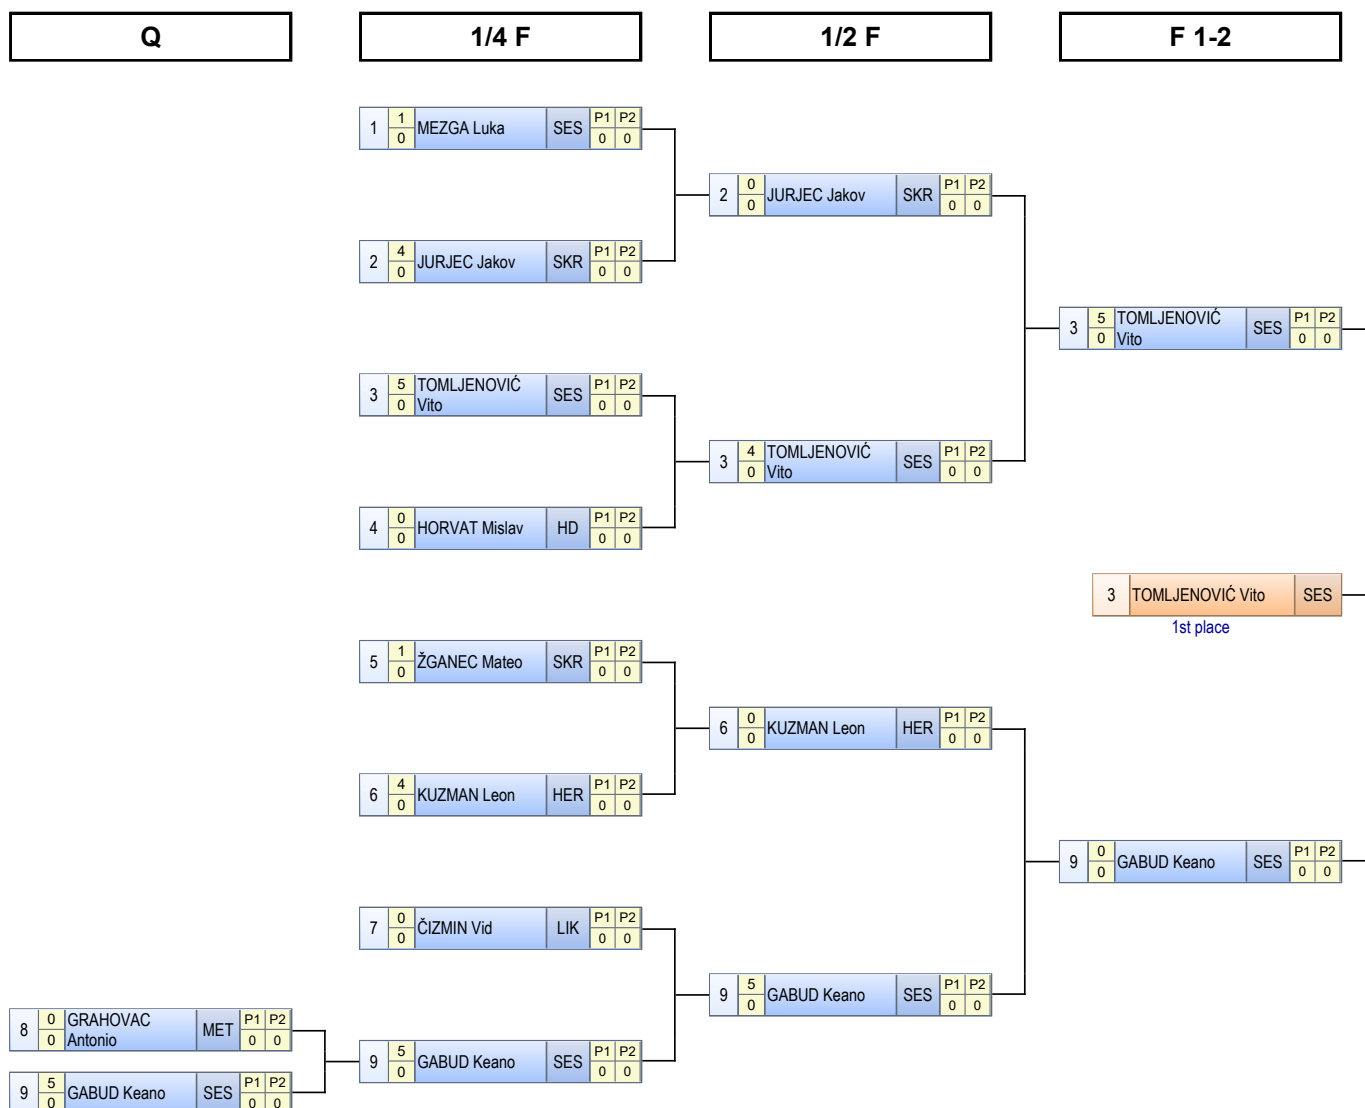 Q 1/4 F 1/2 F F 1-2
1 1 MEZGA Luka SES P1 P2
0 0 0
2 0 JURJEC Jakov SKR P1 P2
0 0 0
2 4 JURJEC Jakov SKR P1 P2
0 0 0
3 5 TOMLJENOVIĆ SES P1 P2
0 Vito 0 0
3 5 TOMLJENOVIĆ SES P1 P2
0 Vito 0 0
3 4 TOMLJENOVIĆ SES P1 P2
0 Vito 0 0
4 0 HORVAT Mislav HD P1 P2
0 0 0
3 TOMLJENOVIĆ Vito SES
1st place
5 1 ŽGANEC Mateo SKR P1 P2
0 0 0
6 0 KUZMAN Leon HER P1 P2
0 0 0
6 4 KUZMAN Leon HER P1 P2
0 0 0
9 0 GABUD Keano SES P1 P2
0 0 0
7 0 ČIZMIN Vid LIK P1 P2
0 0 0
9 5 GABUD Keano SES P1 P2
0 0 0
8 0 GRAHOVAC MET P1 P2
0 Antonio 0 0
9 5 GABUD Keano SES P1 P2
0 0 0
9 5 GABUD Keano SES P1 P2
0 0 0